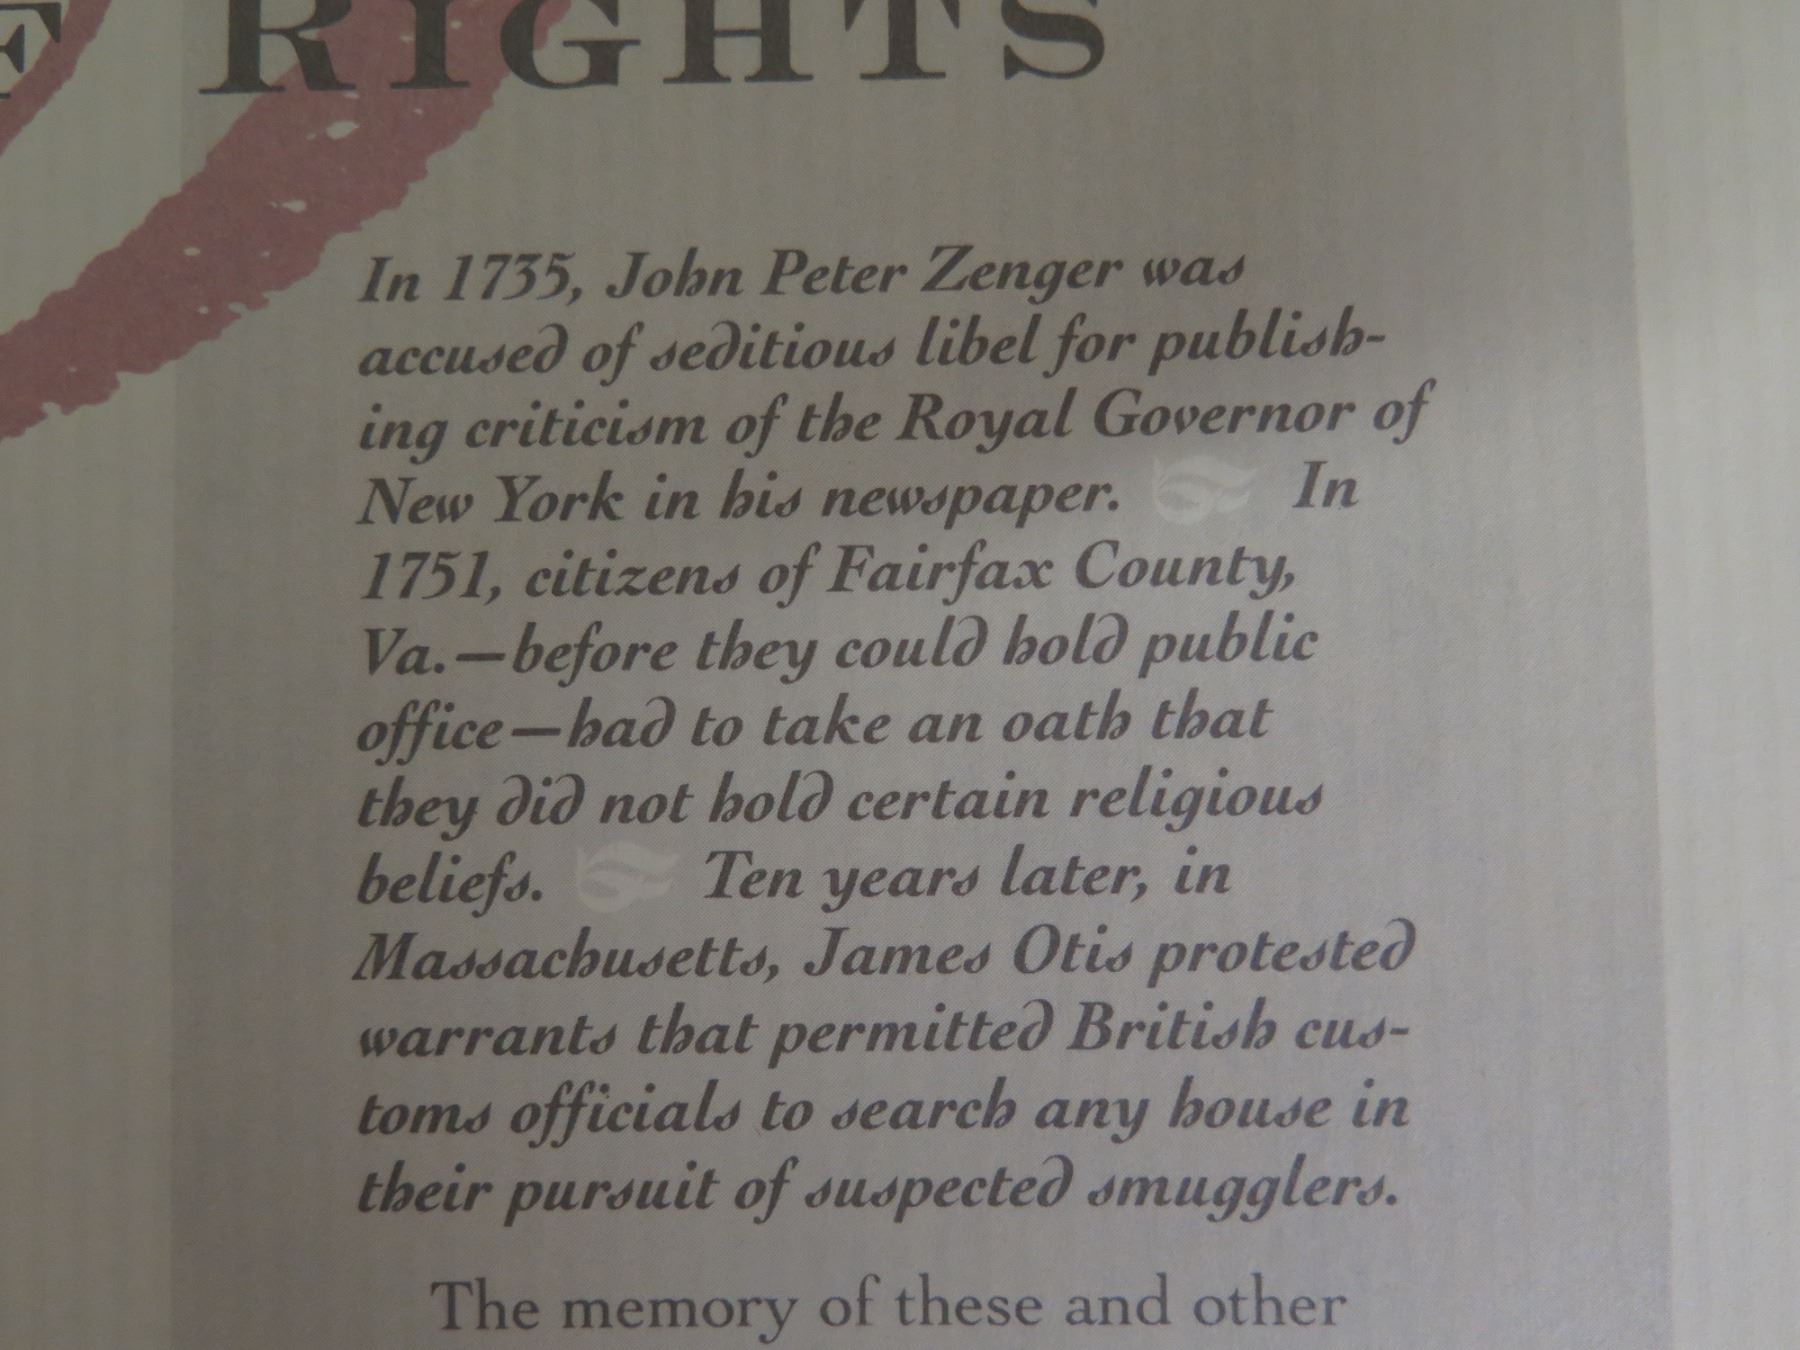 F RIGHTS
In 1735, John Peter Zenger was
accused of seditious libel for publish-
ing criticism of the Royal Governor of
New York in his newspaper. In
1751, citizens of Fairfax County,
Va.—before they could hold public
office—had to take an oath that
they did not hold certain religious
beliefs. Ten years later, in
Massachusetts, James Otis protested
warrants that permitted British cus-
toms officials to search any house in
their pursuit of suspected smugglers.
The memory of these and other